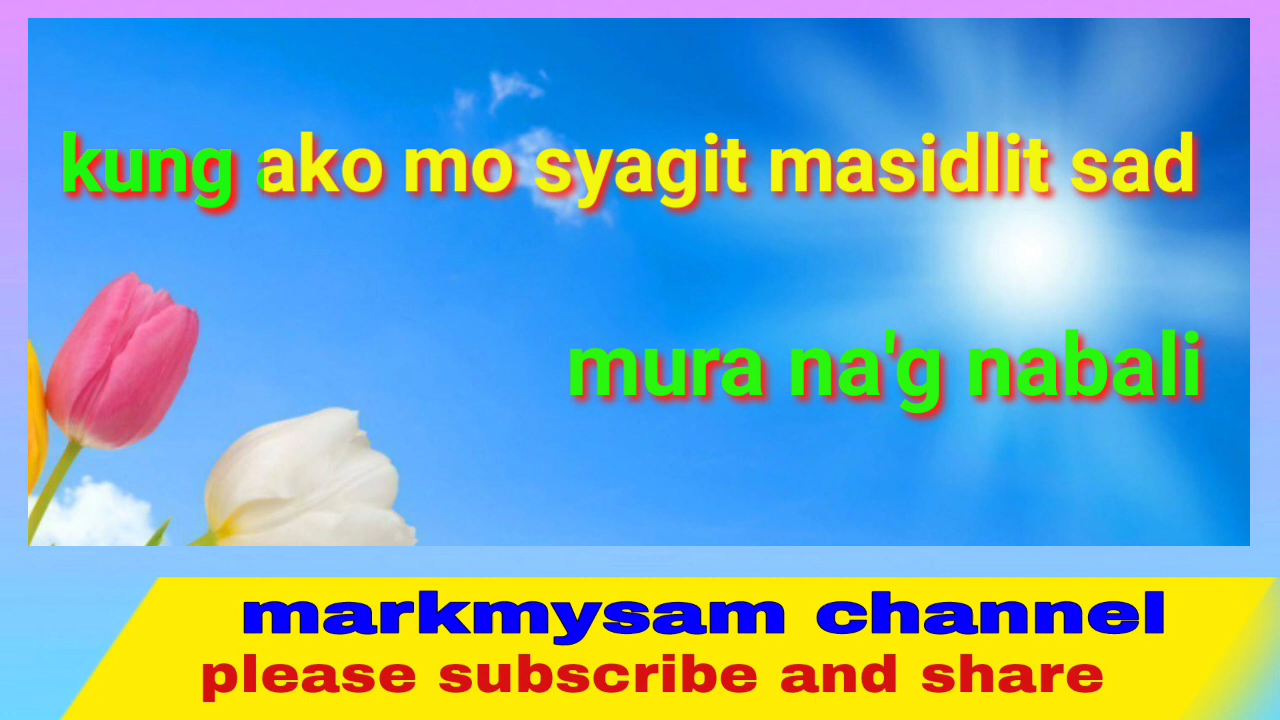 kung ako mo syagit masidlit sad
mura na'g nabali
markmysam channel
please subscribe and share